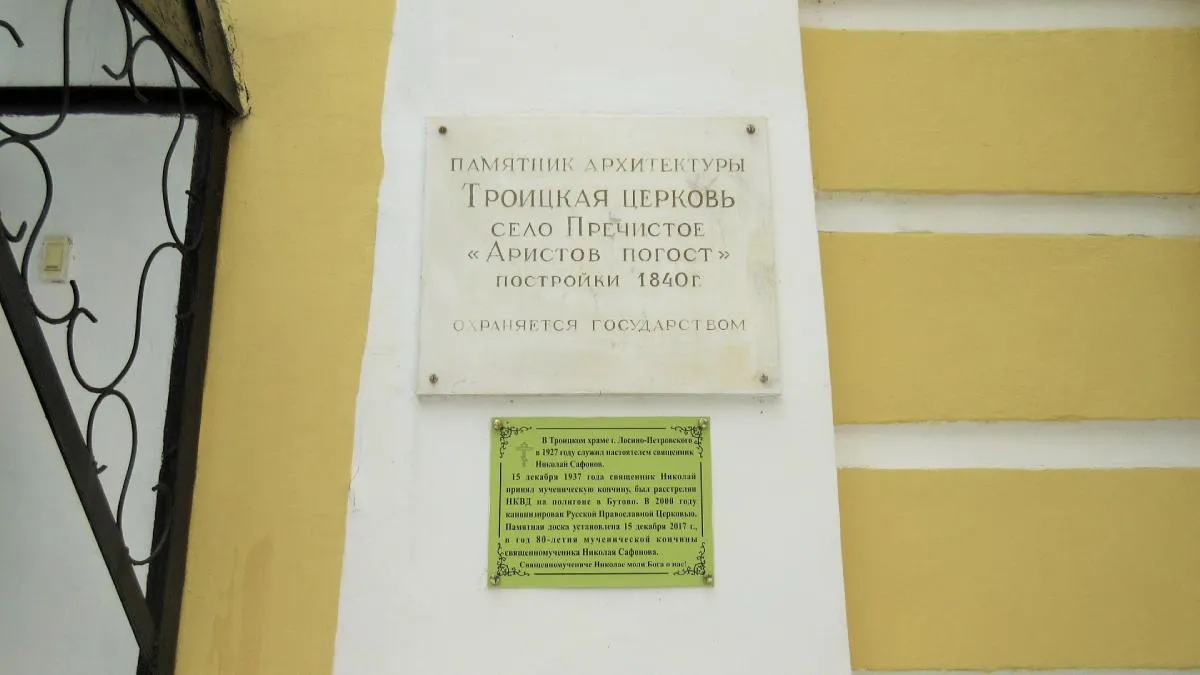 ПАМЯТНИК АРХИТЕКТУРЫ
ТРОИЦКАЯ ЦЕРКОВЬ
СЕЛО ПРЕЧИСТОЕ
«АРИСТОВ ПОГОСТ»
ПОСТРОЙКИ 1840г.
ОХРАНЯЕТСЯ ГОСУДАРСТВОМ
В Троицком храме г. Лосино-Петровского
в 1927 году служил настоятелем священник
Николай Сафонов.
15 декабря 1937 года священник Николай
принял мученическую кончину, был расстрелян
НКВД на полигоне в Бутово. В 2000 году
канонизирован Русской Православной Церковью.
Памятная доска установлена 15 декабря 2017 г.,
в год 80-летия мученической кончины
священномученика Николая Сафонова.
Священномучениче Николае моли Бога о нас!